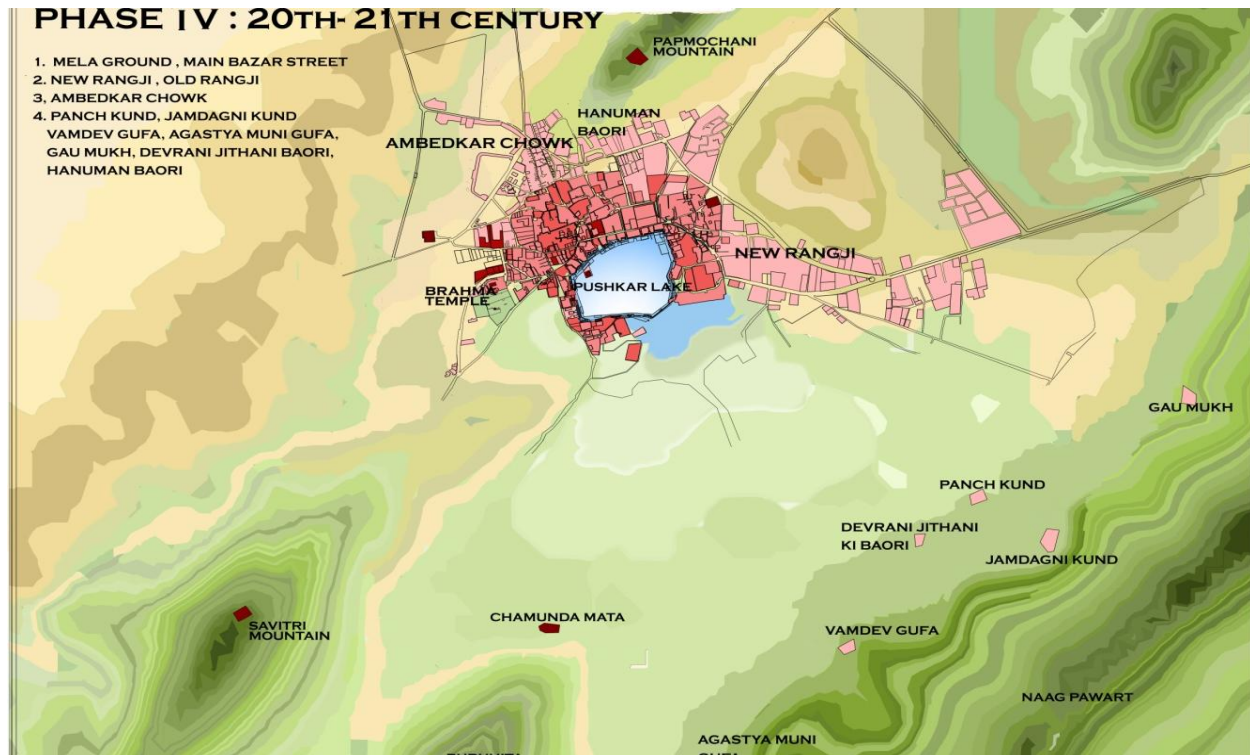 PHASE IV : 20TH- 21TH CENTURY
1. MELA GROUND , MAIN BAZAR STREET
2. NEW RANGJI , OLD RANGJI
3, AMBEDKAR CHOWK
4. PANCH KUND, JAMDAGNI KUND
VAMDEV GUFA, AGASTYA MUNI GUFA,
GAU MUKH, DEVRANI JITHANI BAORI,
HANUMAN BAORI
PAPMOCHANI
MOUNTAIN
HANUMAN
BAORI
AMBEDKAR CHOWK
NEW RANGJI
BRAHMA
TEMPLE
PUSHKAR LAKE
GAU MUKH
PANCH KUND
DEVRANI JITHANI
KI BAORI
JAMDAGNI KUND
SAVITRI
MOUNTAIN
CHAMUNDA MATA
VAMDEV GUFA
NAAG PAWART
AGASTYA MUNI
GUFA